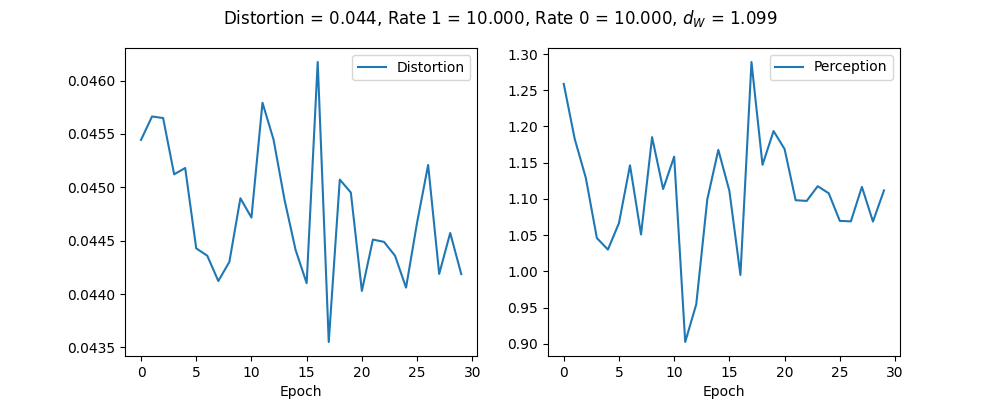 Distortion = 0.044, Rate 1 = 10.000, Rate 0 = 10.000, d_W = 1.099
Distortion
0.0460
0.0455
0.0450
0.0445
0.0440
0.0435
0 5 10 15 20 25 30
Epoch
Perception
1.30
1.25
1.20
1.15
1.10
1.05
1.00
0.95
0.90
0 5 10 15 20 25 30
Epoch